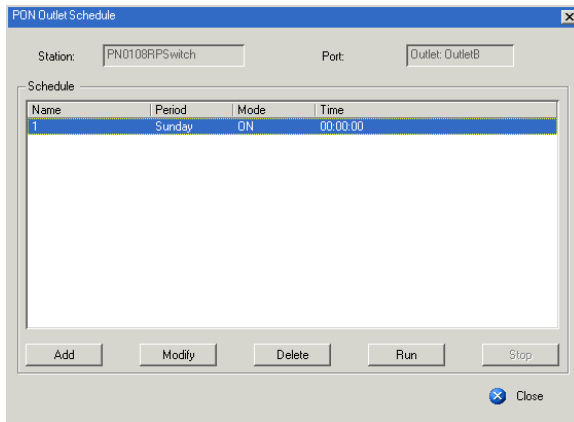 PON Outlet Schedule
Station: PN0108RPSwitch Port: Outlet: OutletB
Schedule
Name Period Mode Time
1 Sunday ON 00:00:00
Add Modify Delete Run Stop
Close